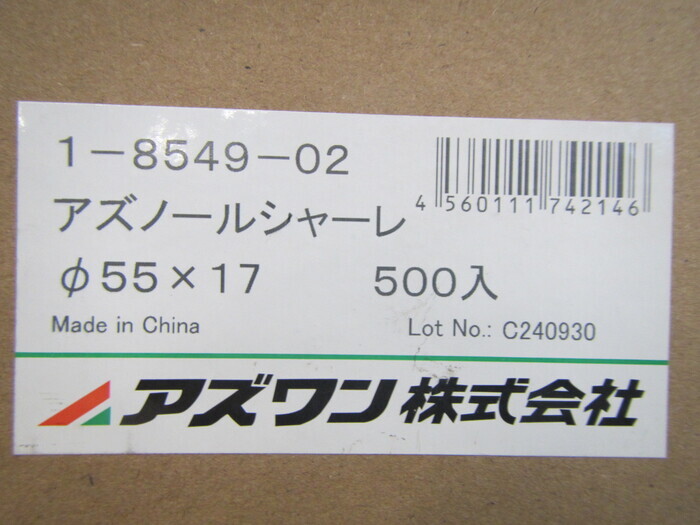 1-8549-02
アズノールシャーレ
φ55×17 500入
4 560111 742146
Made in China
Lot No.: C240930
アズワン株式会社